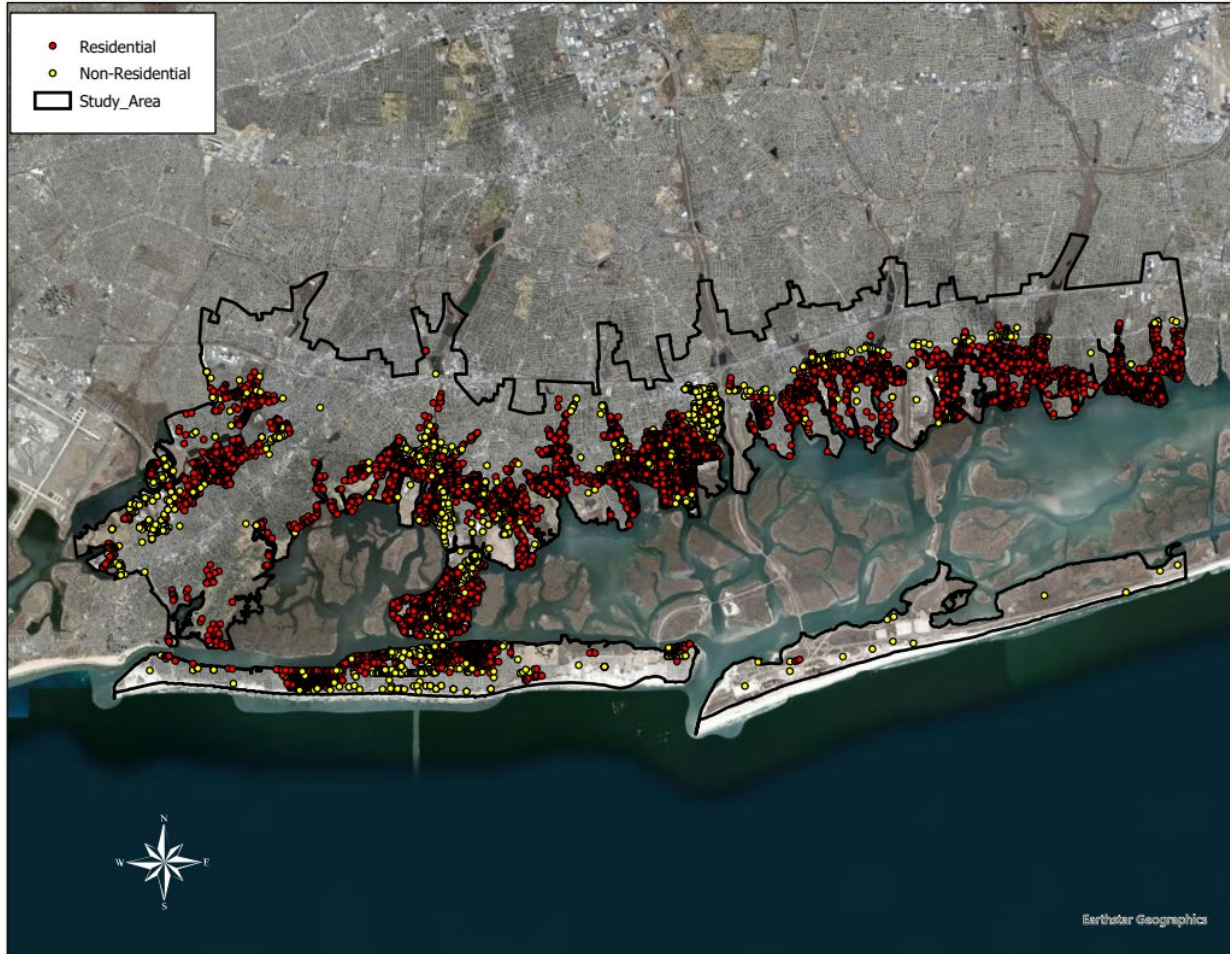 Residential
Non-Residential
Study_Area
N
W E
S
Earthstar Geographics